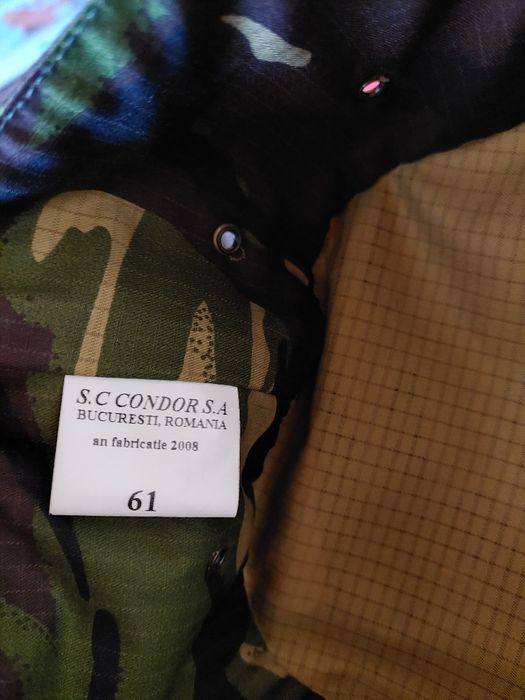 S.C CONDOR S.A
BUCURESTI, ROMANIA
an fabricatie 2008
61